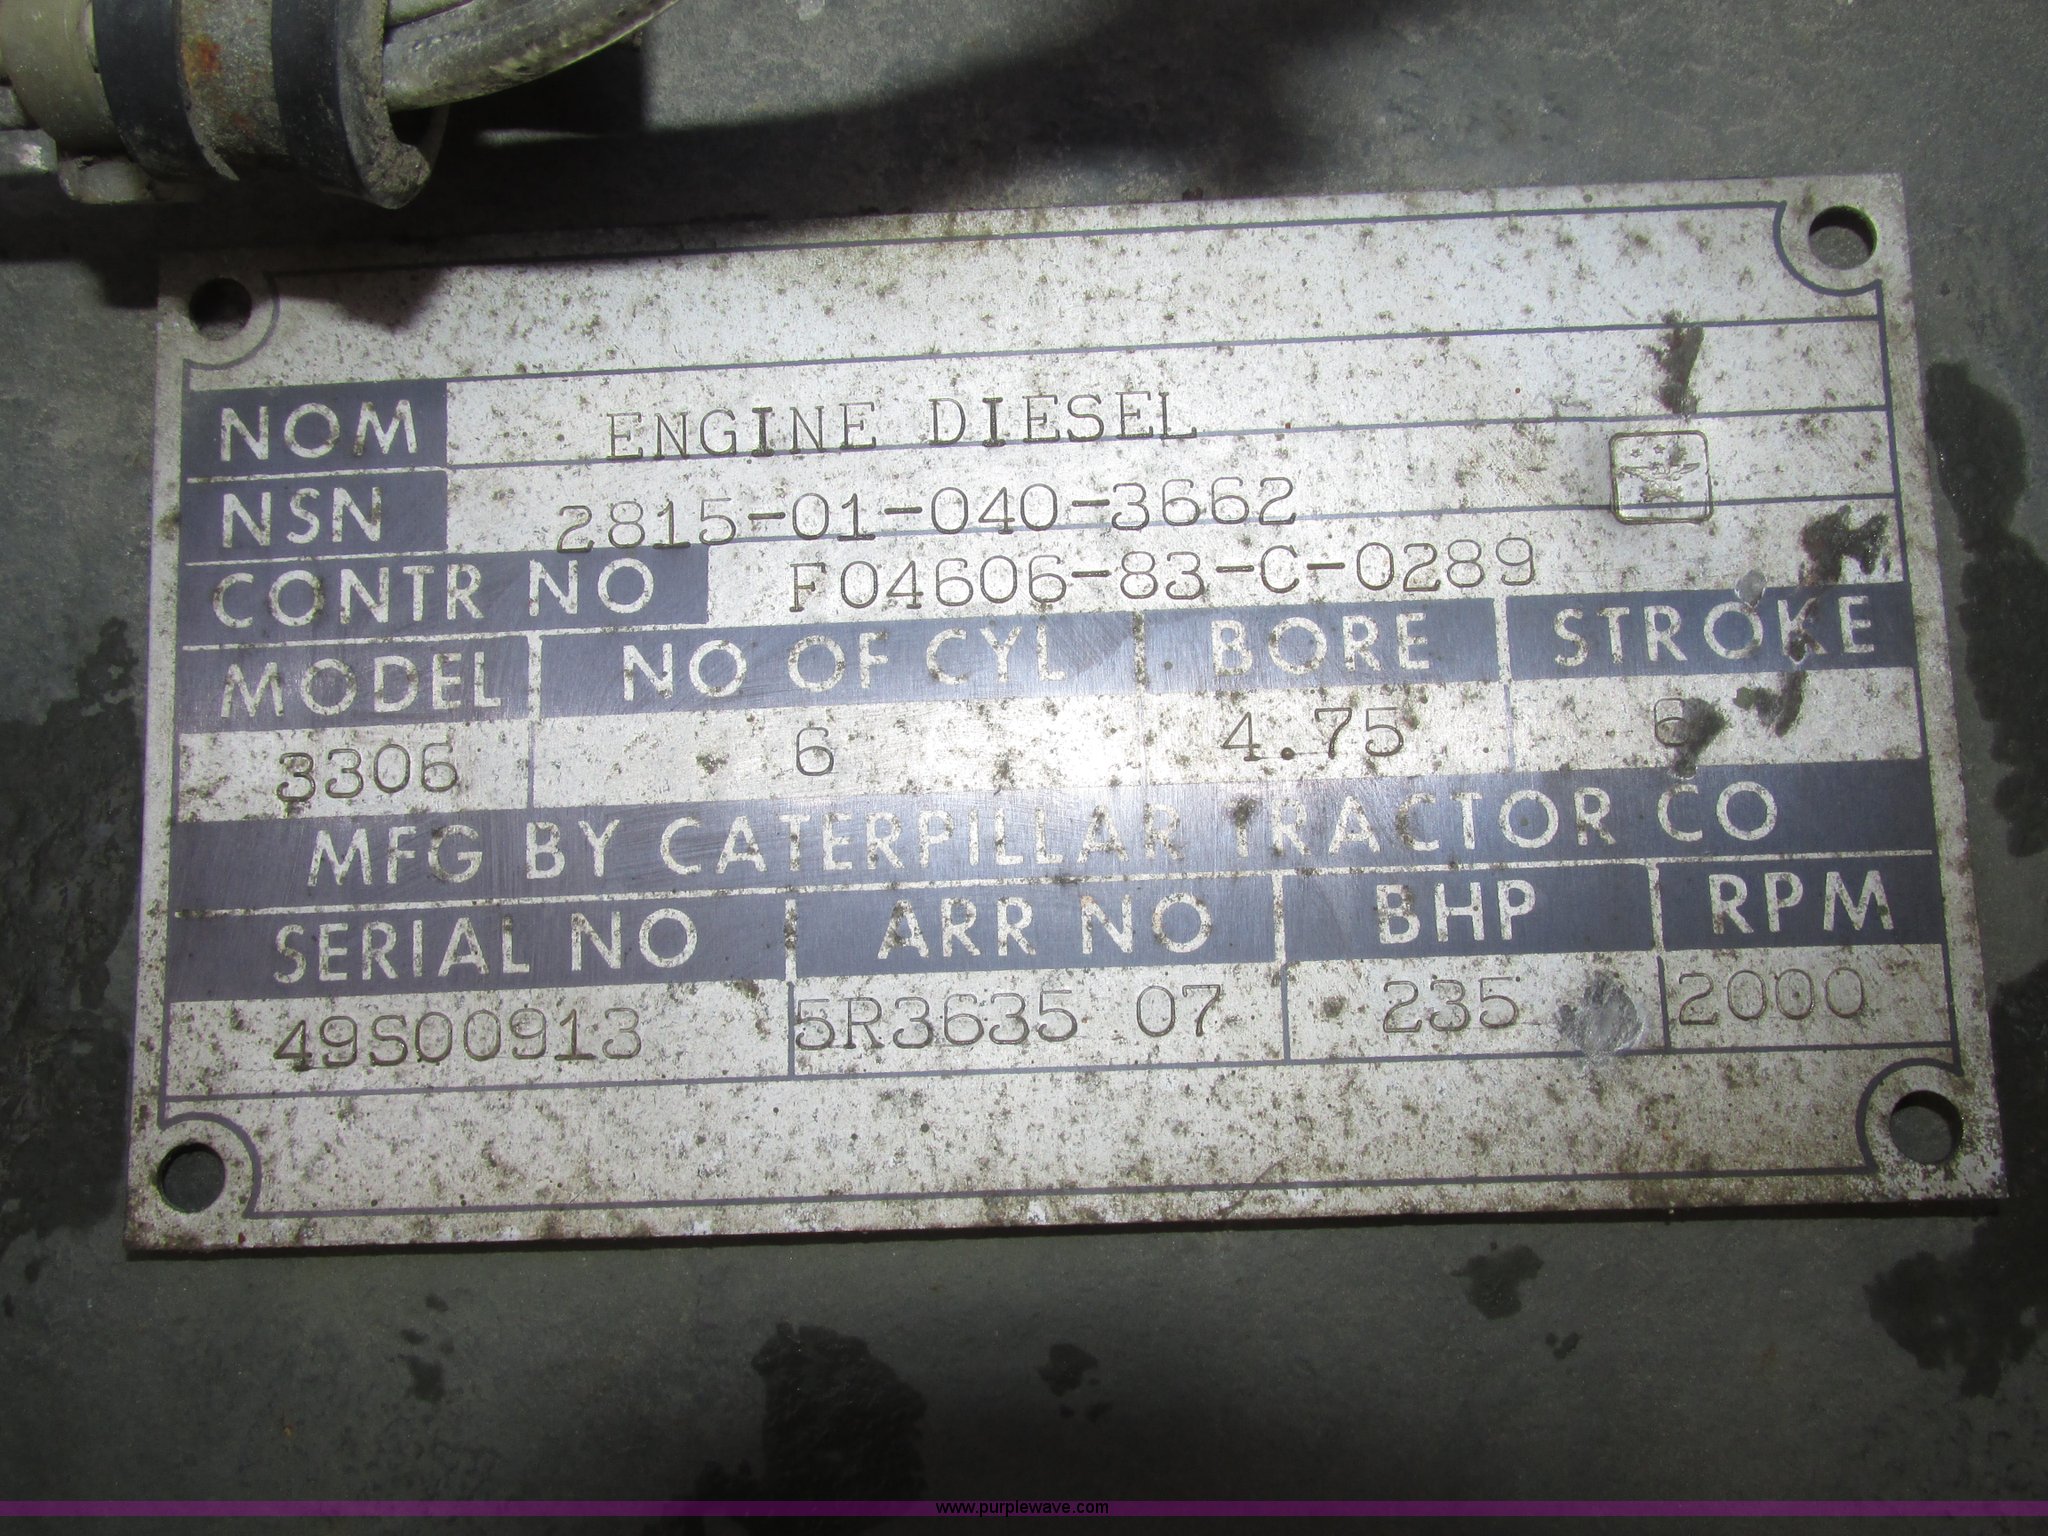 NOM ENGINE DIESEL
NSN 2815-01-040-3662
CONTR NO F04606-83-C-0289
MODEL NO OF CYL BORE STROKE
3306 6 4.75 6
MFG BY CATERPILLAR TRACTOR CO
SERIAL NO ARR NO BHP RPM
49S00913 5R3635 07 235 2000
www.purplewave.com